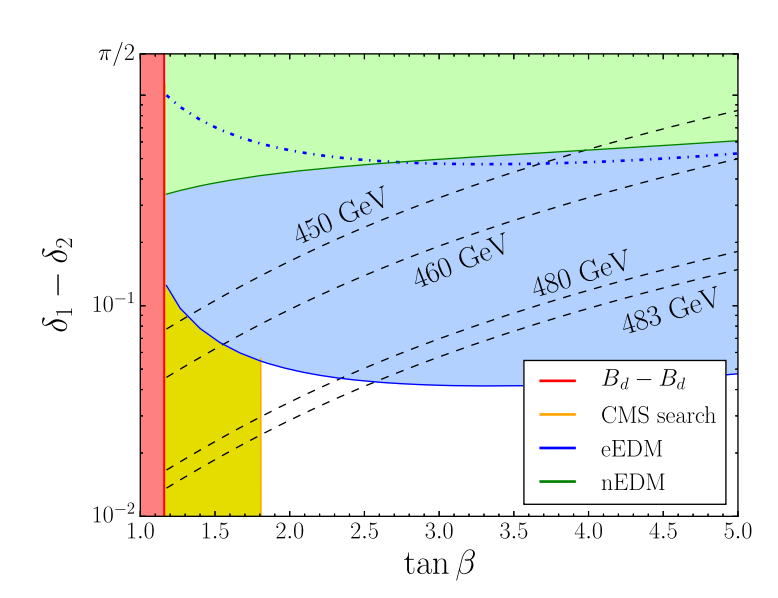 π/2
10⁻¹
10⁻²
δ₁ − δ₂
450 GeV
460 GeV
480 GeV
483 GeV
B_d − B_d
CMS search
eEDM
nEDM
1.0 1.5 2.0 2.5 3.0 3.5 4.0 4.5 5.0
tan β